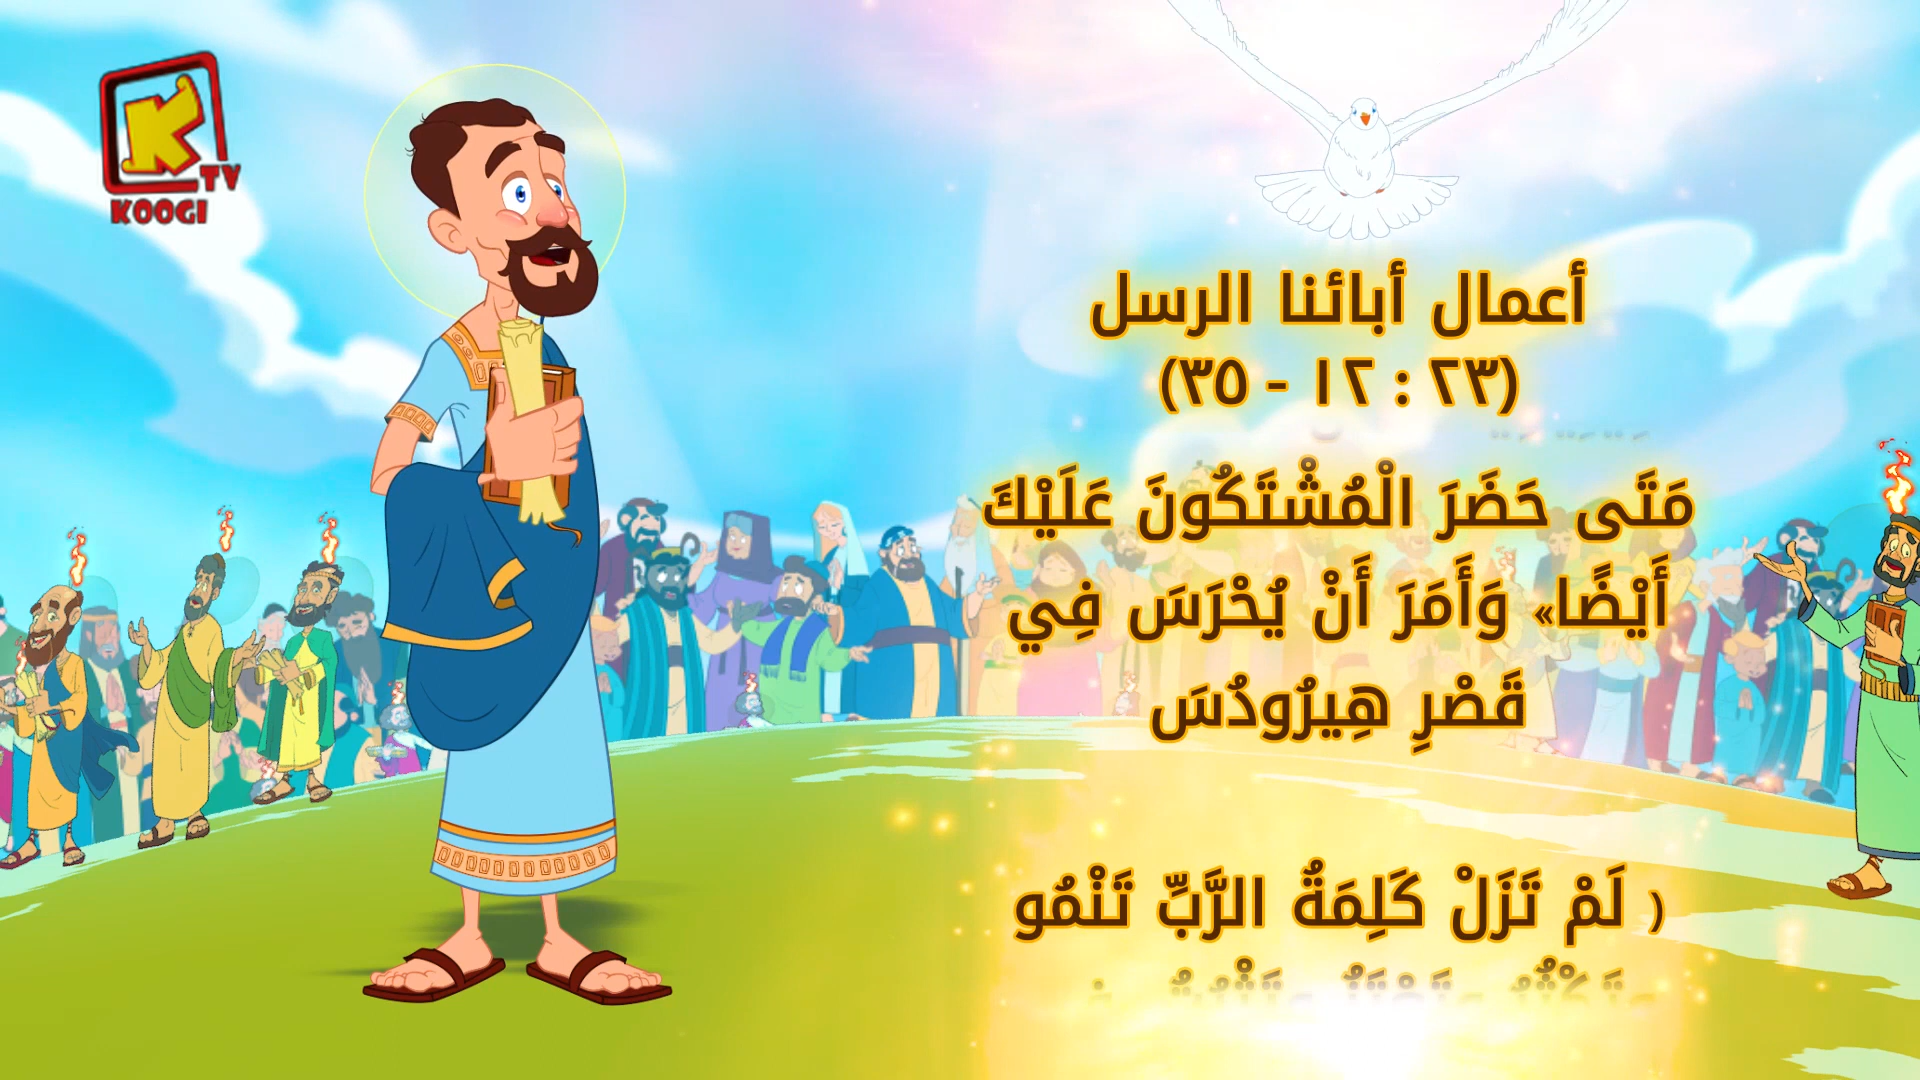 K TV
KOOGI
أعمال أبائنا الرسل
(٢٣ : ١٢ - ٣٥)
مَتَى حَضَرَ الْمُشْتَكُونَ عَلَيْكَ
أَيْضًا» وَأَمَرَ أَنْ يُحْرَسَ فِي
قَصْرِ هِيرُودُسَ
( لَمْ تَزَلْ كَلِمَةُ الرَّبِّ تَنْمُو